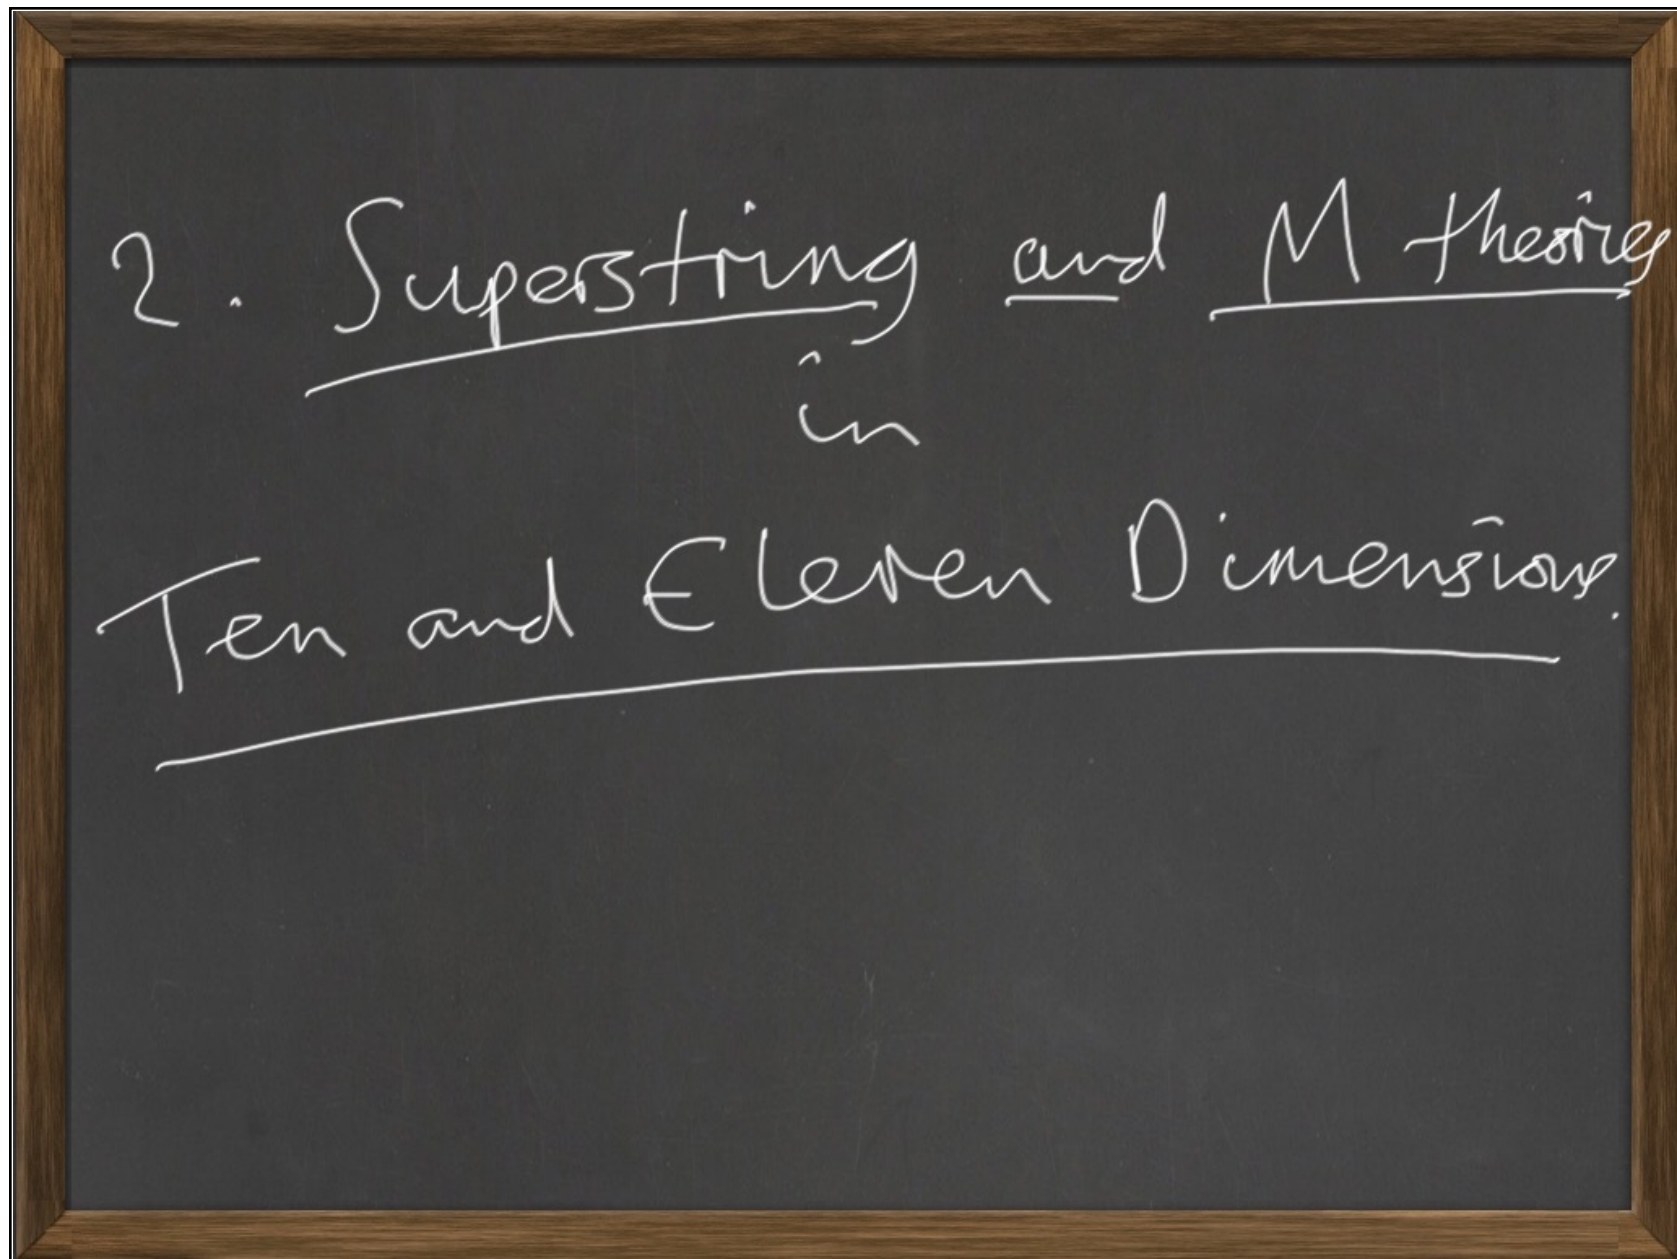 2. Superstring and M theories
in
Ten and Eleven Dimensions.